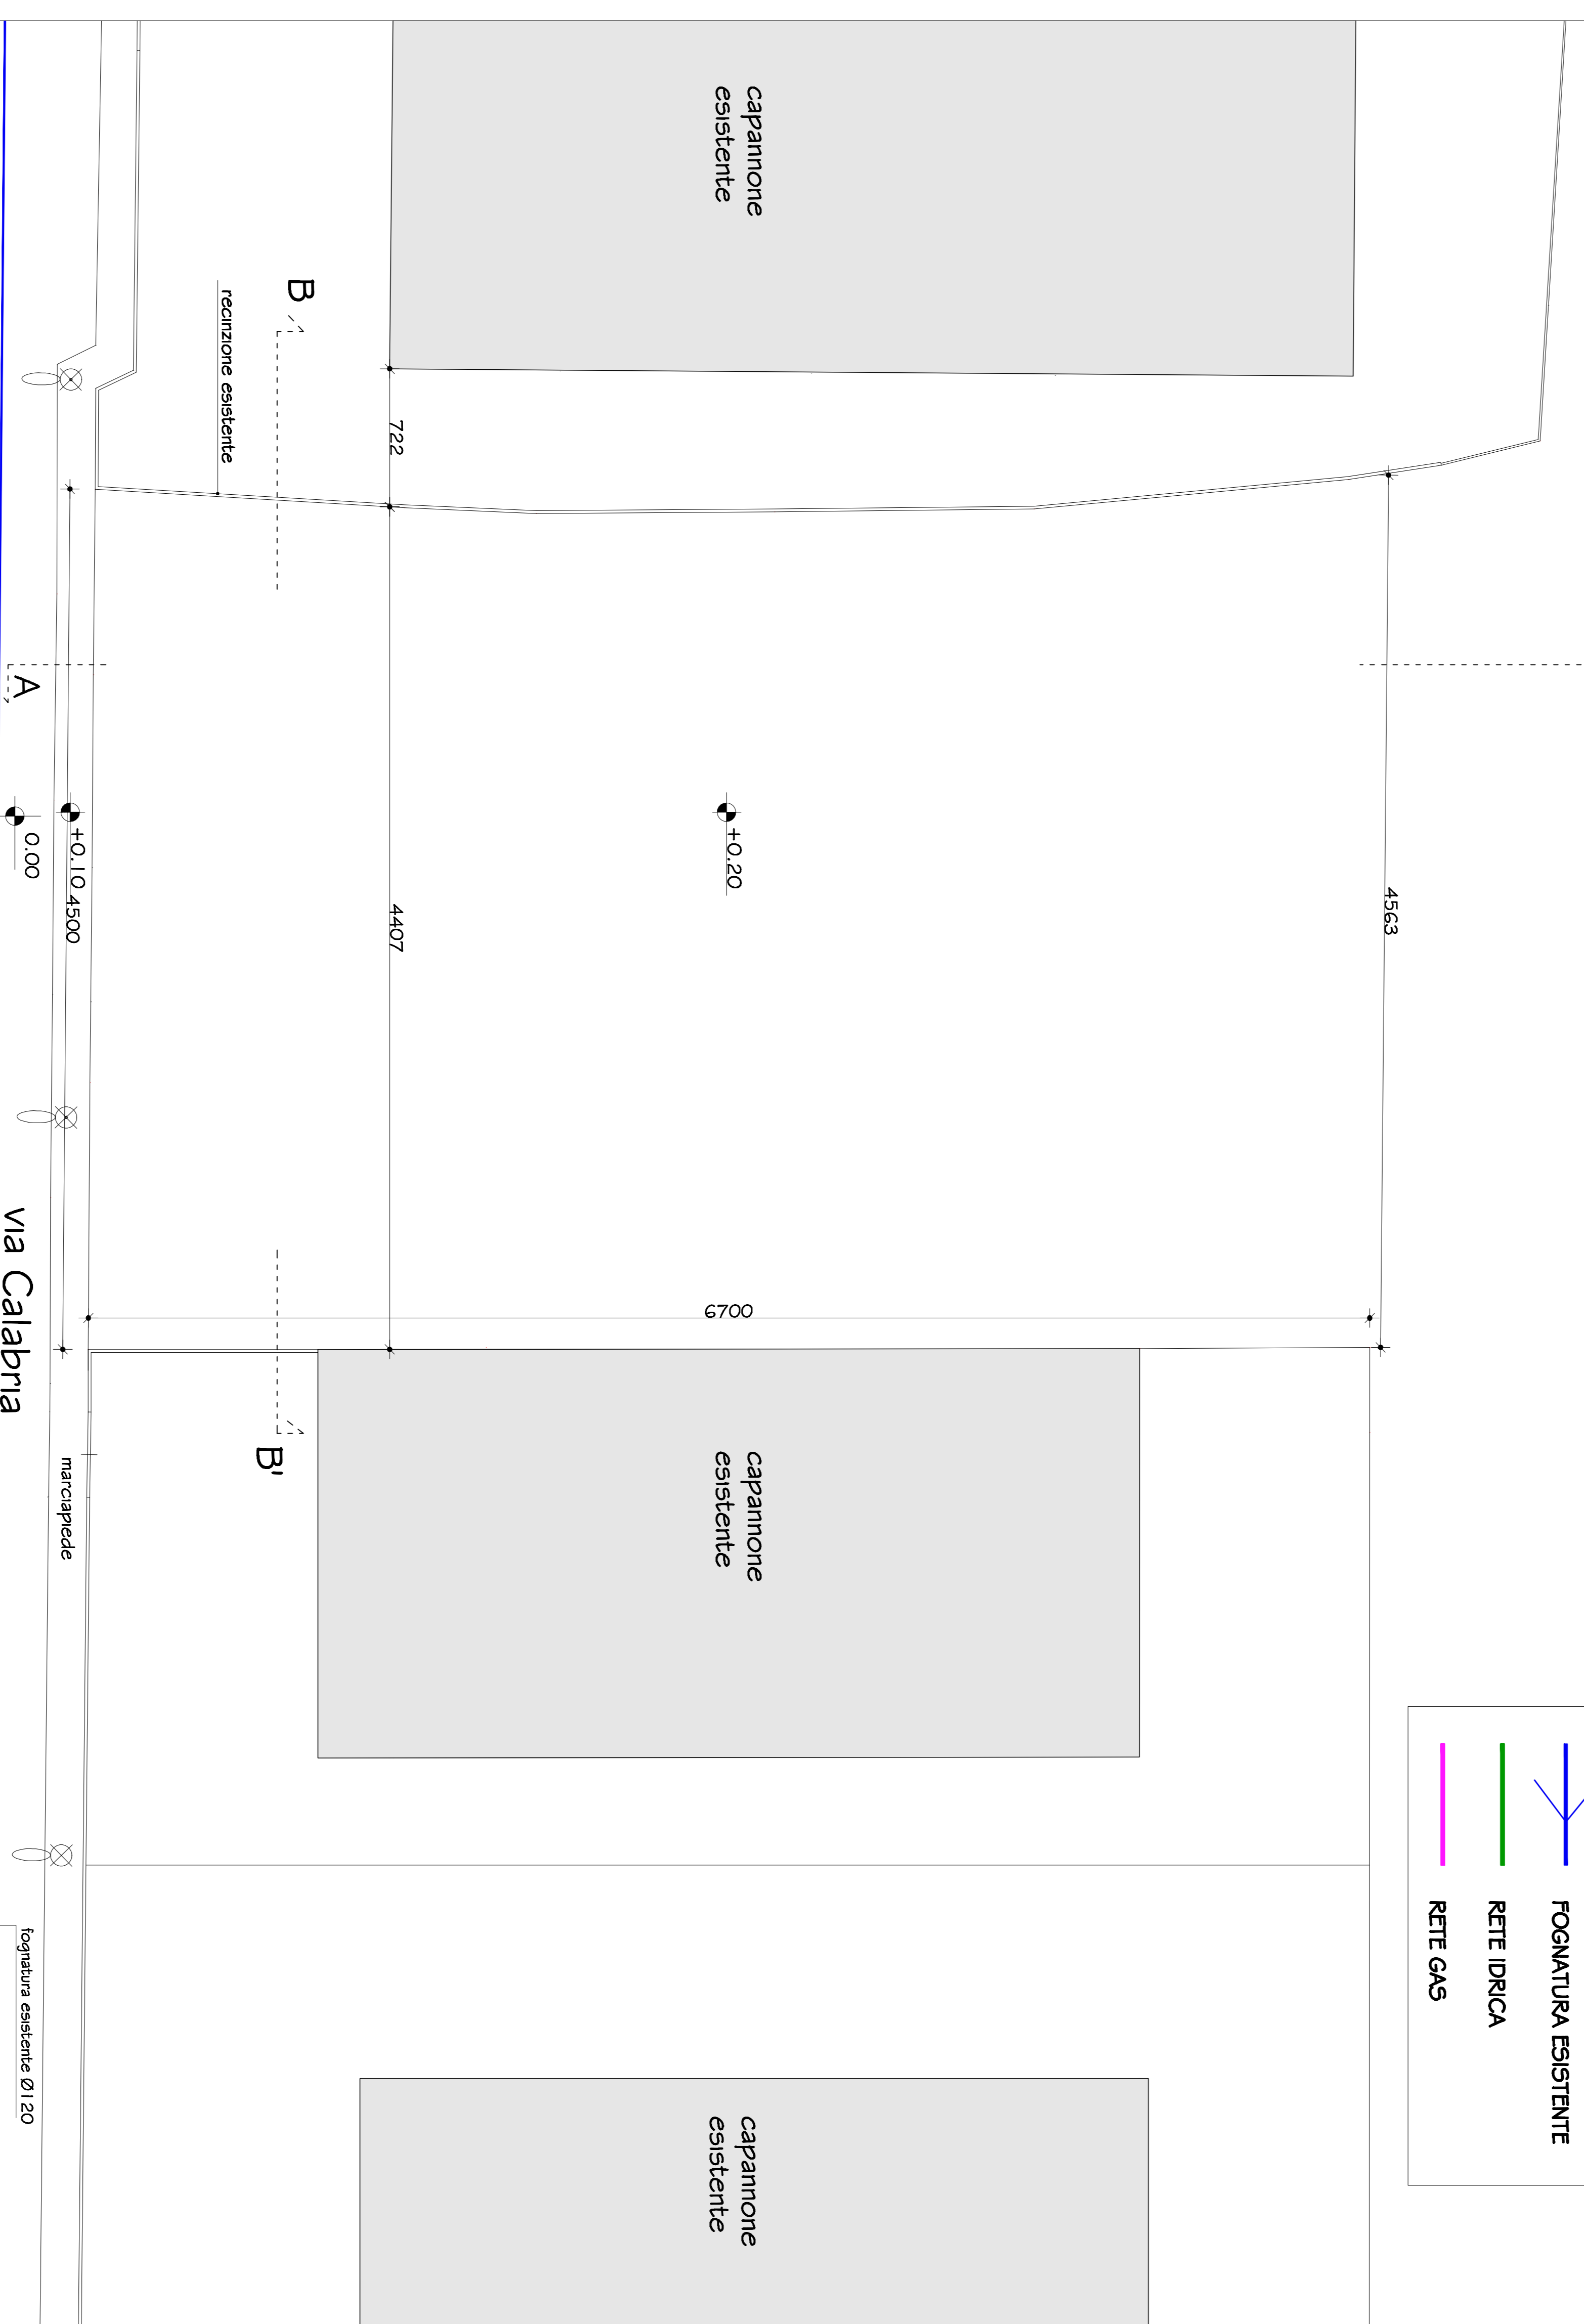 capannone
esistente
B
recinzione esistente
722
A
0.00
+0.10
4500
4407
+0.20
4563
6700
via Calabria
B'
marciapiede
capannone
esistente
FOGNATURA ESISTENTE
RETE IDRICA
RETE GAS
fognatura esistente Ø120
capannone
esistente